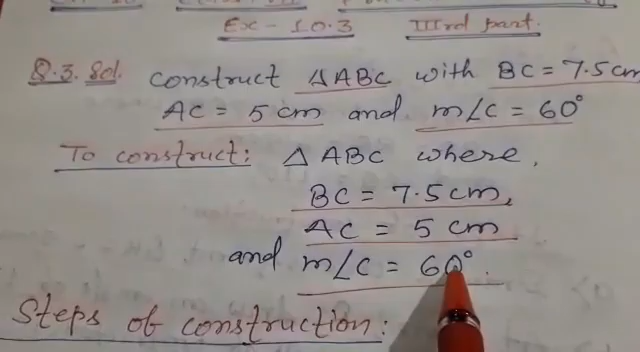 Ex - 10.3 IIIrd part.
Q.3. Sol. Construct △ABC with BC = 7.5 cm
AC = 5 cm and m∠C = 60°
To construct: △ABC where,
BC = 7.5 cm,
AC = 5 cm
and m∠C = 60°.
Steps of construction: